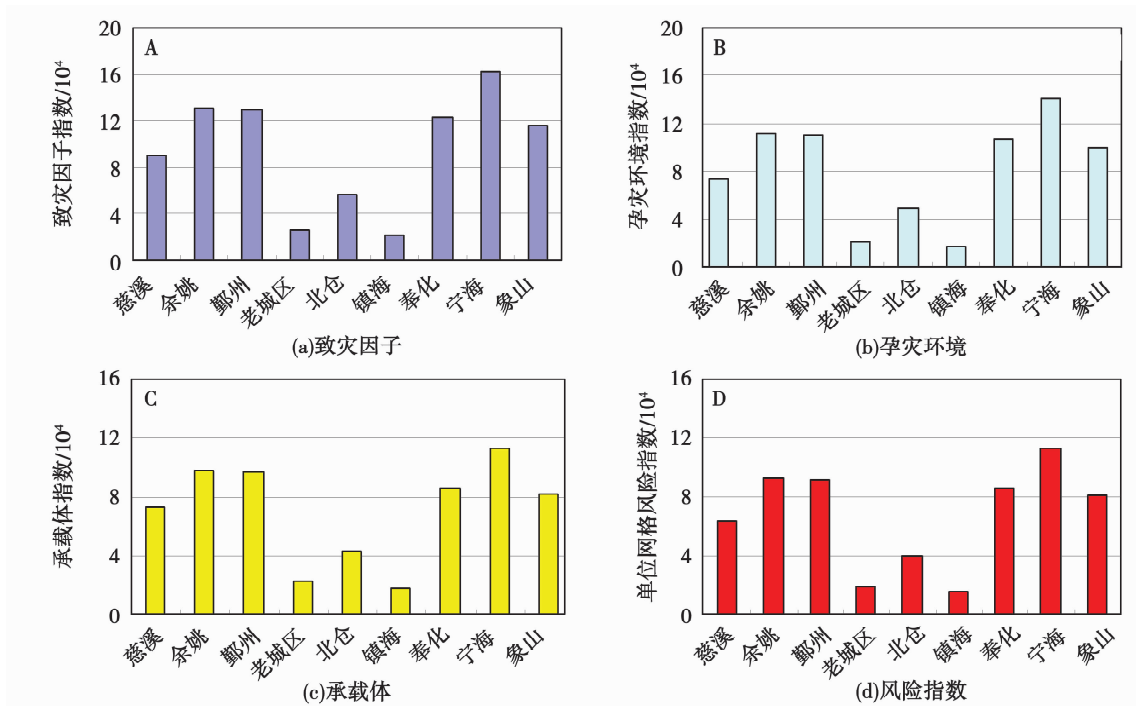 A
致灾因子指数/10⁴
20
16
12
8
4
0
慈溪
余姚
鄞州
老城区
北仓
镇海
奉化
宁海
象山
(a)致灾因子
B
孕灾环境指数/10⁴
20
16
12
8
4
0
慈溪
余姚
鄞州
老城区
北仓
镇海
奉化
宁海
象山
(b)孕灾环境
C
承载体指数/10⁴
16
12
8
4
0
慈溪
余姚
鄞州
老城区
北仓
镇海
奉化
宁海
象山
(c)承载体
D
单位网格风险指数/10⁴
16
12
8
4
0
慈溪
余姚
鄞州
老城区
北仓
镇海
奉化
宁海
象山
(d)风险指数